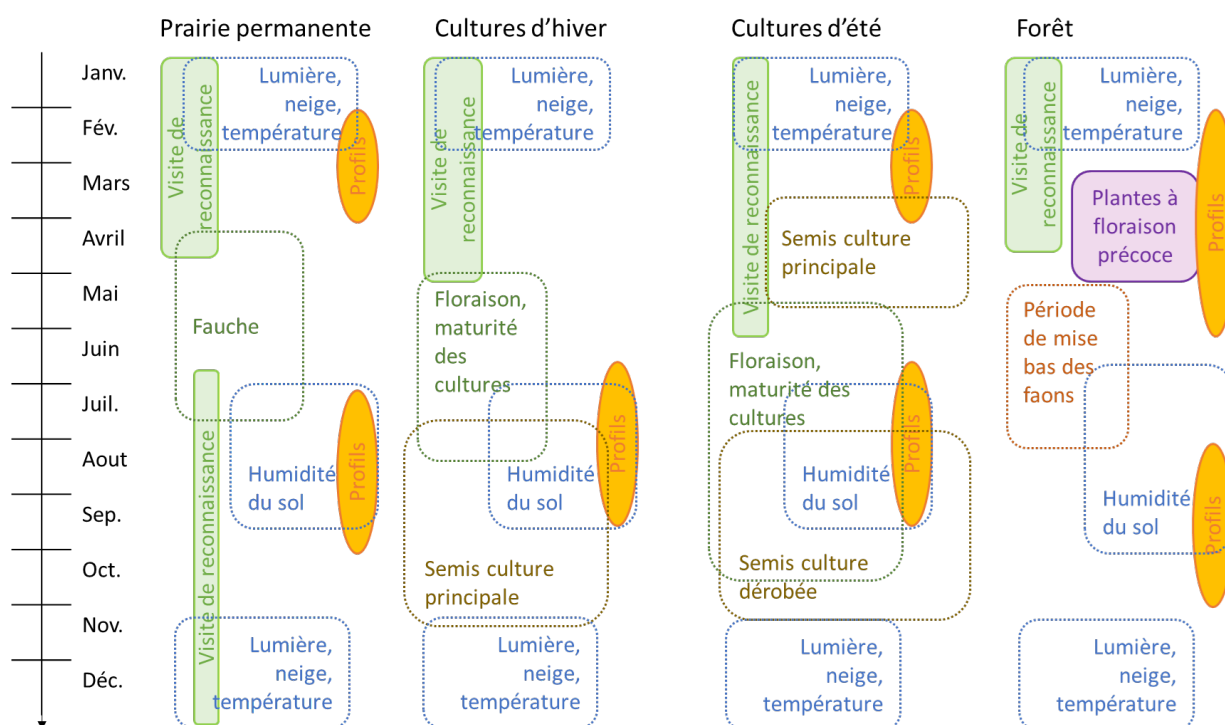 Prairie permanente
Cultures d’hiver
Cultures d’été
Forêt
Janv.
Fév.
Mars
Avril
Mai
Juin
Juil.
Aout
Sep.
Oct.
Nov.
Déc.
Visite de
reconnaissance
Lumière,
neige,
température
Profils
Fauche
Visite de reconnaissance
Humidité
du sol
Profils
Lumière,
neige,
température
Visite de
reconnaissance
Lumière,
neige,
température
Floraison,
maturité
des
cultures
Profils
Humidité
du sol
Semis culture
principale
Lumière,
neige,
température
Visite de reconnaissance
Lumière,
neige,
température
Profils
Semis culture
principale
Floraison,
maturité des
cultures
Profils
Humidité
du sol
Semis culture
dérobée
Lumière,
neige,
température
Visite de
reconnaissance
Lumière,
neige,
température
Profils
Plantes à
floraison
précoce
Période
de mise
bas des
faons
Humidité
du sol
Profils
Lumière,
neige,
température